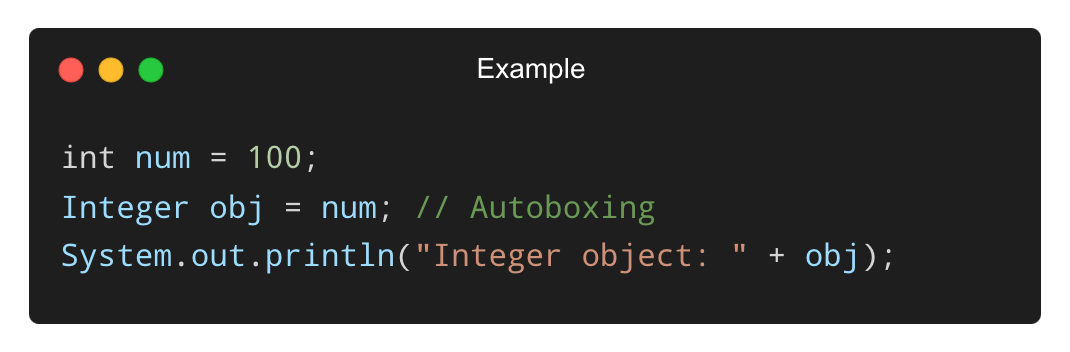 Example
int num = 100;
Integer obj = num; // Autoboxing
System.out.println("Integer object: " + obj);